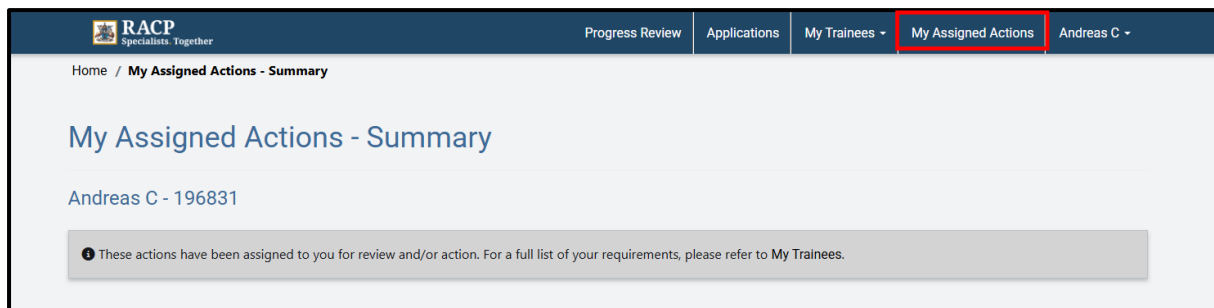 RACP
Specialists. Together
Progress Review
Applications
My Trainees
My Assigned Actions
Andreas C
Home / My Assigned Actions - Summary
My Assigned Actions - Summary
Andreas C - 196831
These actions have been assigned to you for review and/or action. For a full list of your requirements, please refer to My Trainees.